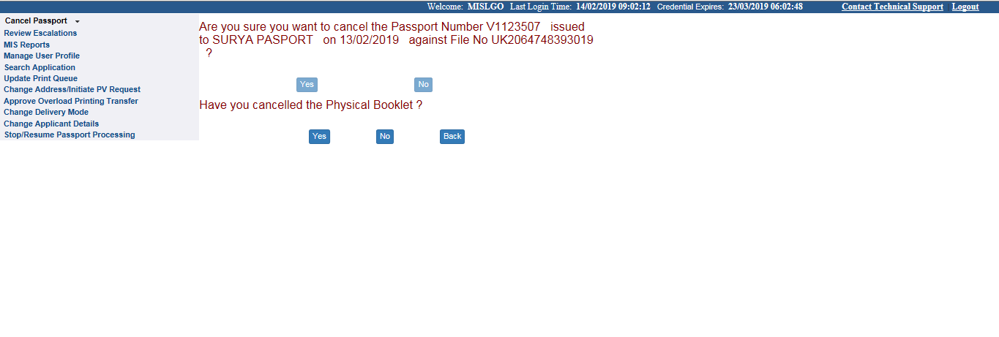 Welcome: MISLGO Last Login Time: 14/02/2019 09:02:12 Credential Expires: 23/03/2019 06:02:48 Contact Technical Support Logout
Cancel Passport
Review Escalations
MIS Reports
Manage User Profile
Search Application
Update Print Queue
Change Address/Initiate PV Request
Approve Overload Printing Transfer
Change Delivery Mode
Change Applicant Details
Stop/Resume Passport Processing
Are you sure you want to cancel the Passport Number V1123507 issued
to SURYA PASPORT on 13/02/2019 against File No UK2064748393019
?
Yes No
Have you cancelled the Physical Booklet ?
Yes No Back